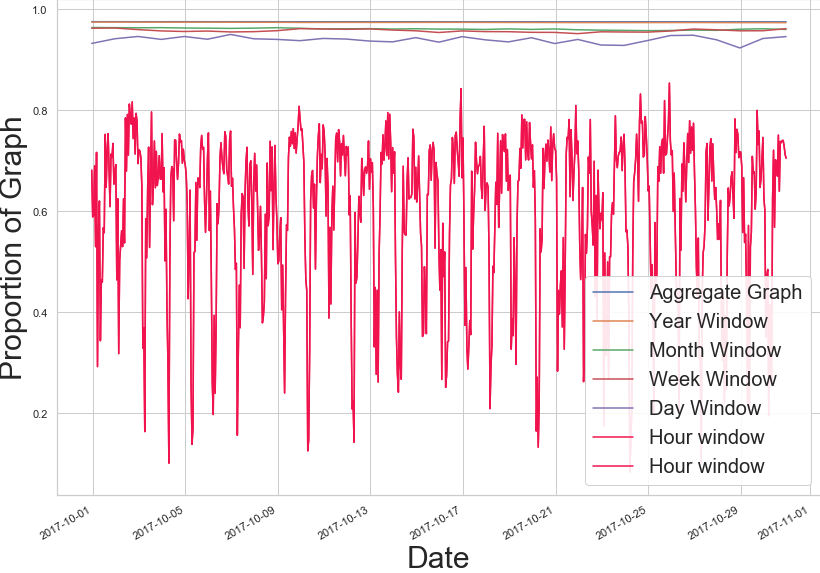 Proportion of Graph
1.0
0.8
0.6
0.4
0.2
Aggregate Graph
Year Window
Month Window
Week Window
Day Window
Hour window
Hour window
2017-10-01
2017-10-05
2017-10-09
2017-10-13
2017-10-17
2017-10-21
2017-10-25
2017-10-29
2017-11-01
Date